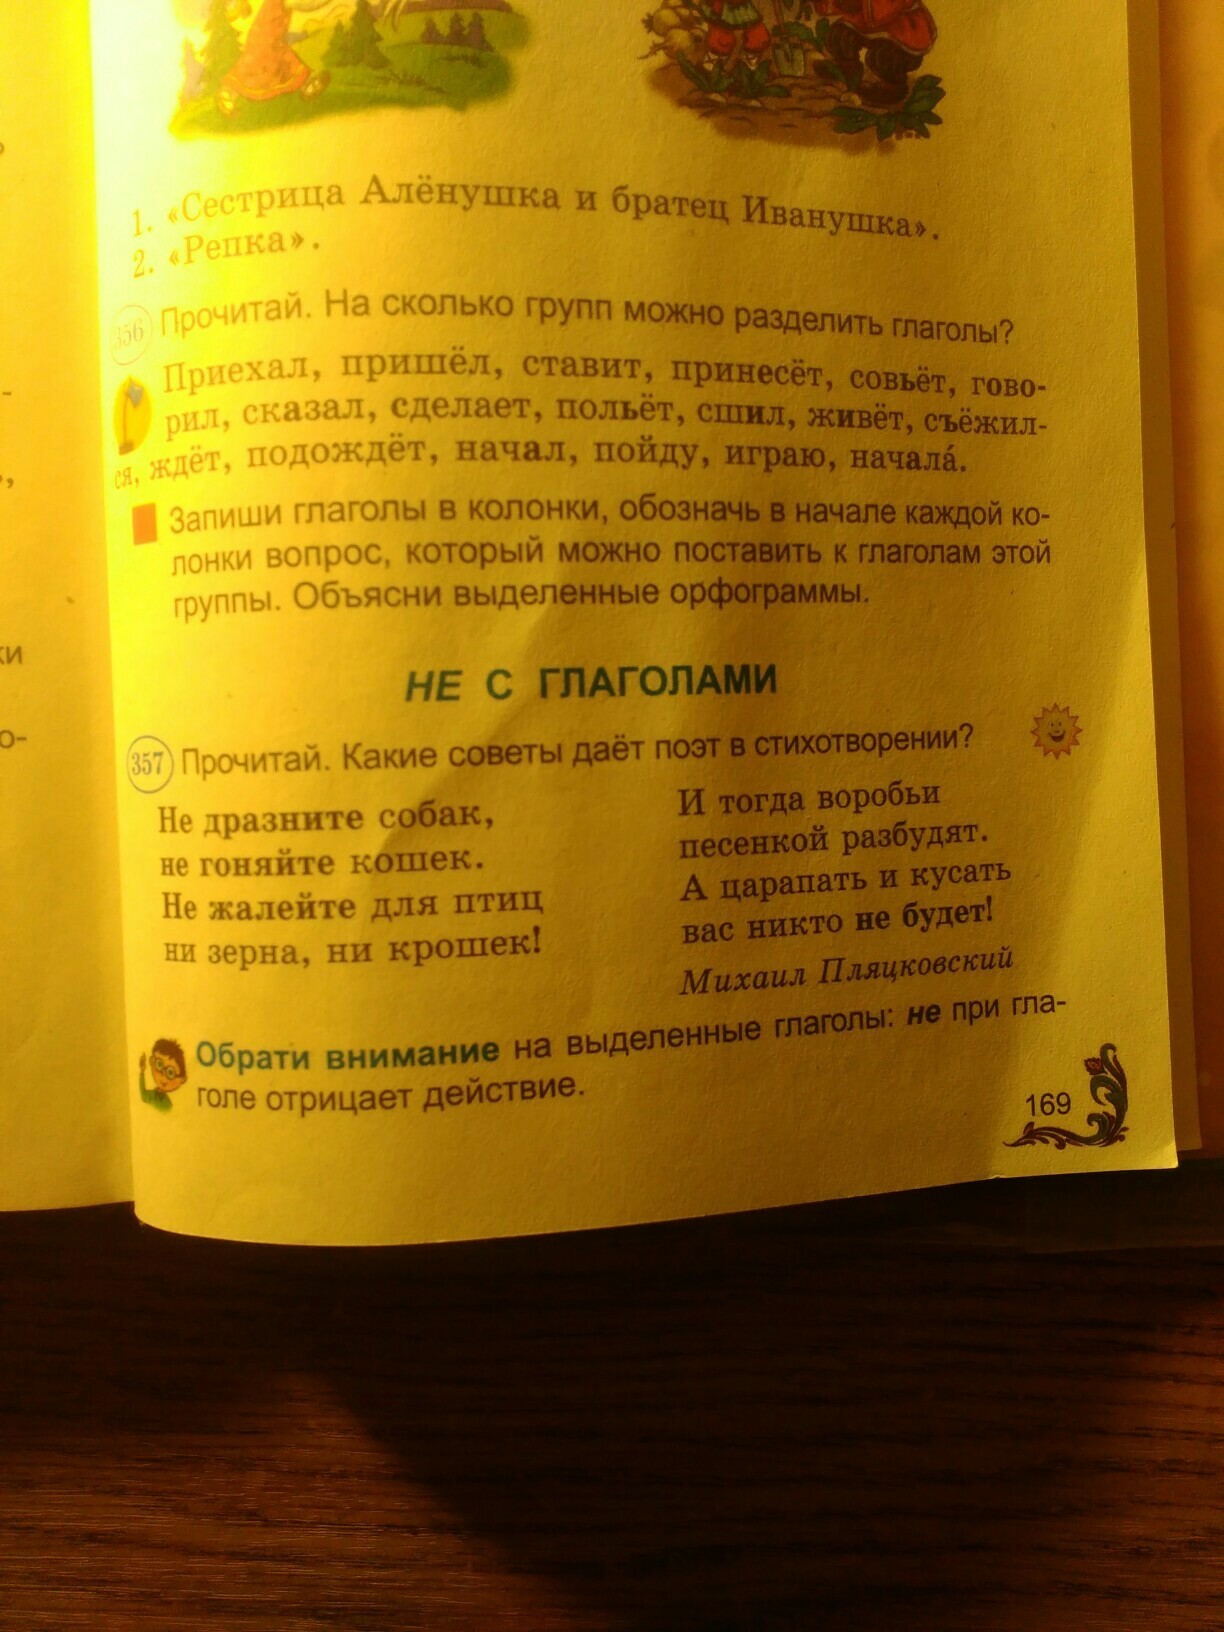 1. «Сестрица Алёнушка и братец Иванушка».
2. «Репка».
356 Прочитай. На сколько групп можно разделить глаголы?
Приехал, пришёл, ставит, принесёт, совьёт, гово-
рил, сказал, сделает, польёт, сшил, живёт, съёжил-
ся, ждёт, подождёт, начал, пойду, играю, начала́.
Запиши глаголы в колонки, обозначь в начале каждой ко-
лонки вопрос, который можно поставить к глаголам этой
группы. Объясни выделенные орфограммы.
НЕ С ГЛАГОЛАМИ
357 Прочитай. Какие советы даёт поэт в стихотворении?
Не дразните собак,
не гоняйте кошек.
Не жалейте для птиц
ни зерна, ни крошек!
И тогда воробьи
песенкой разбудят.
А царапать и кусать
вас никто не будет!
Михаил Пляцковский
Обрати внимание на выделенные глаголы: не при гла-
голе отрицает действие.
169